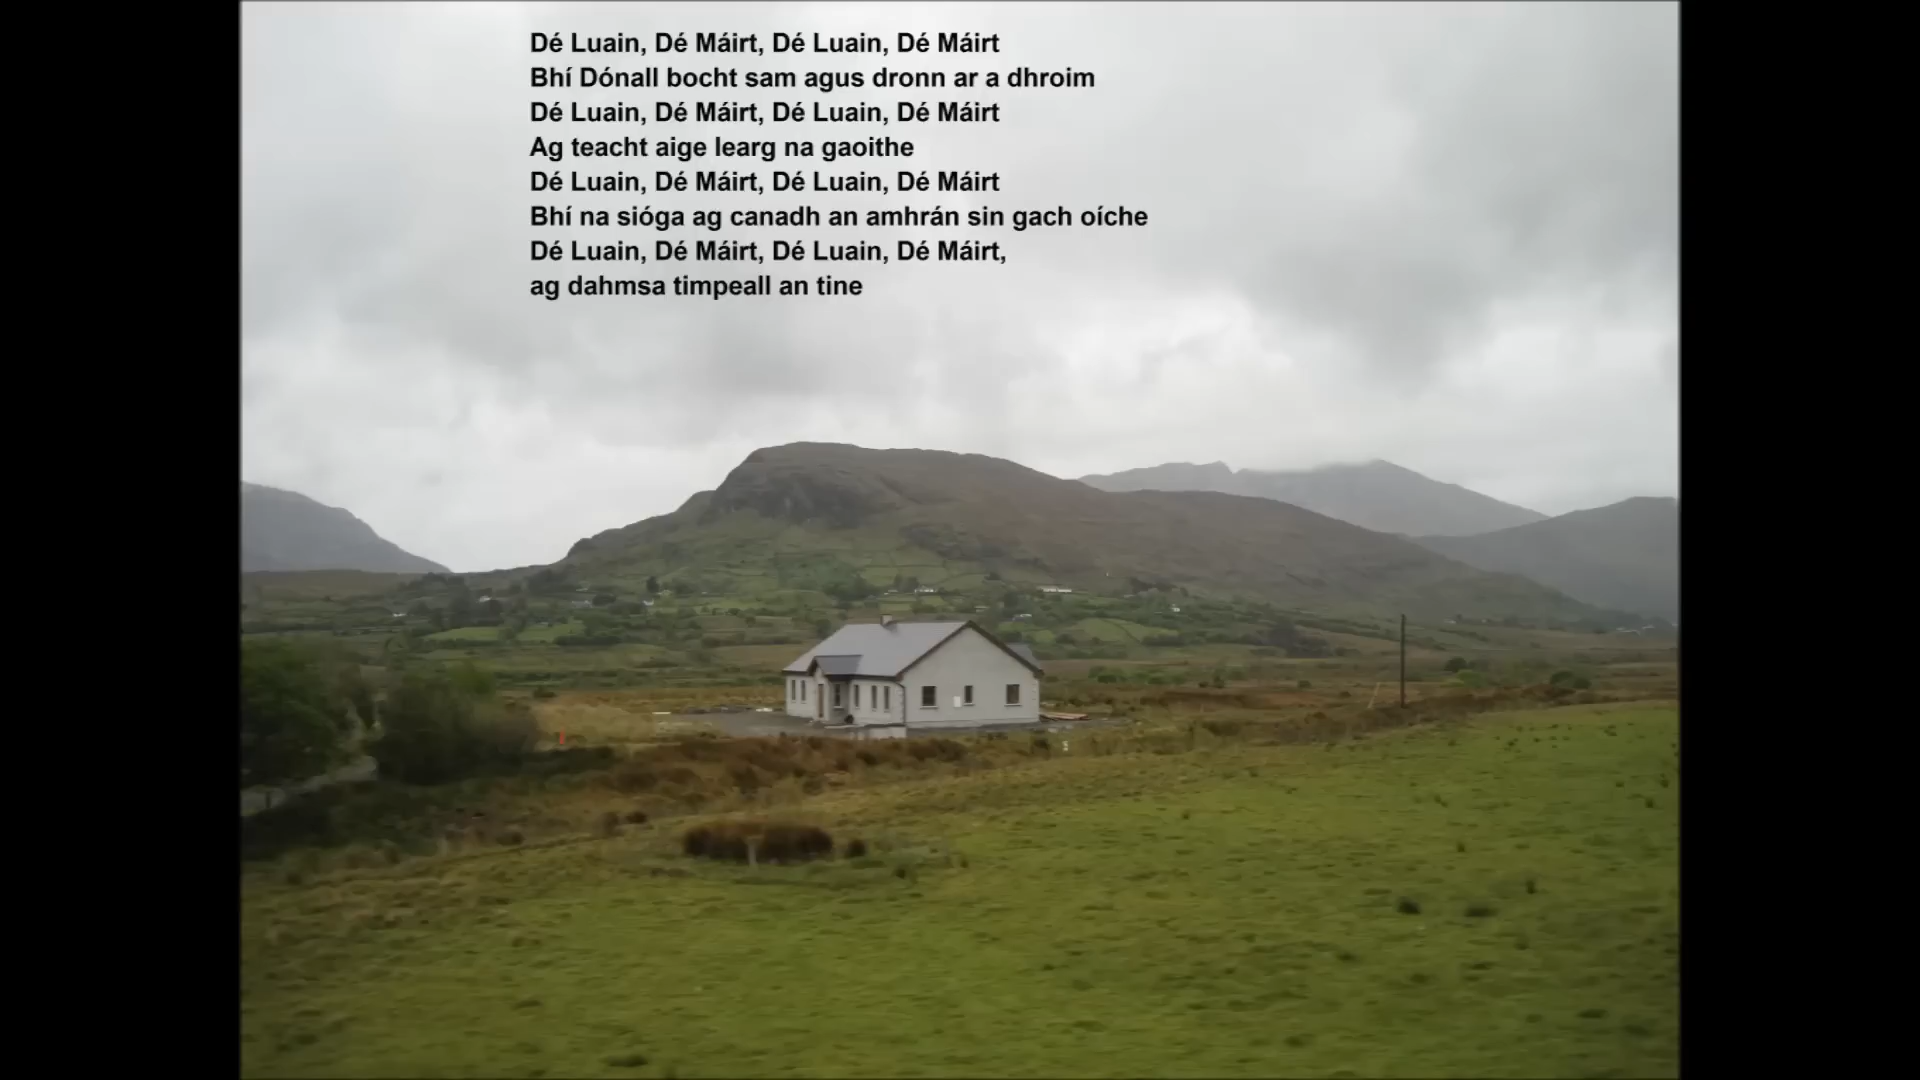 Dé Luain, Dé Máirt, Dé Luain, Dé Máirt
Bhí Dónall bocht sam agus dronn ar a dhroim
Dé Luain, Dé Máirt, Dé Luain, Dé Máirt
Ag teacht aige learg na gaoithe
Dé Luain, Dé Máirt, Dé Luain, Dé Máirt
Bhí na sióga ag canadh an amhrán sin gach oíche
Dé Luain, Dé Máirt, Dé Luain, Dé Máirt,
ag dahmsa timpeall an tine